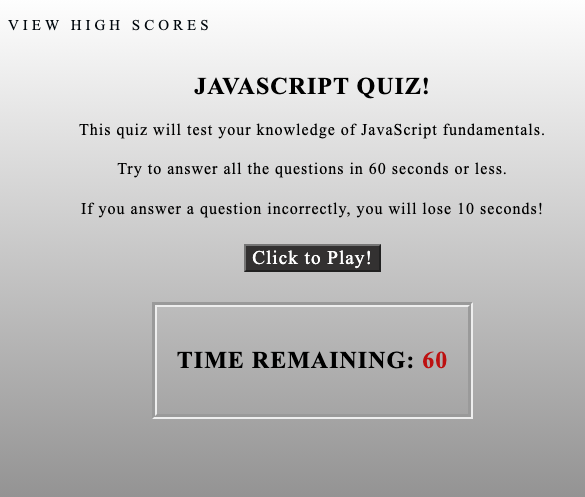 VIEW HIGH SCORES
JAVASCRIPT QUIZ!
This quiz will test your knowledge of JavaScript fundamentals.
Try to answer all the questions in 60 seconds or less.
If you answer a question incorrectly, you will lose 10 seconds!
Click to Play!
TIME REMAINING: 60